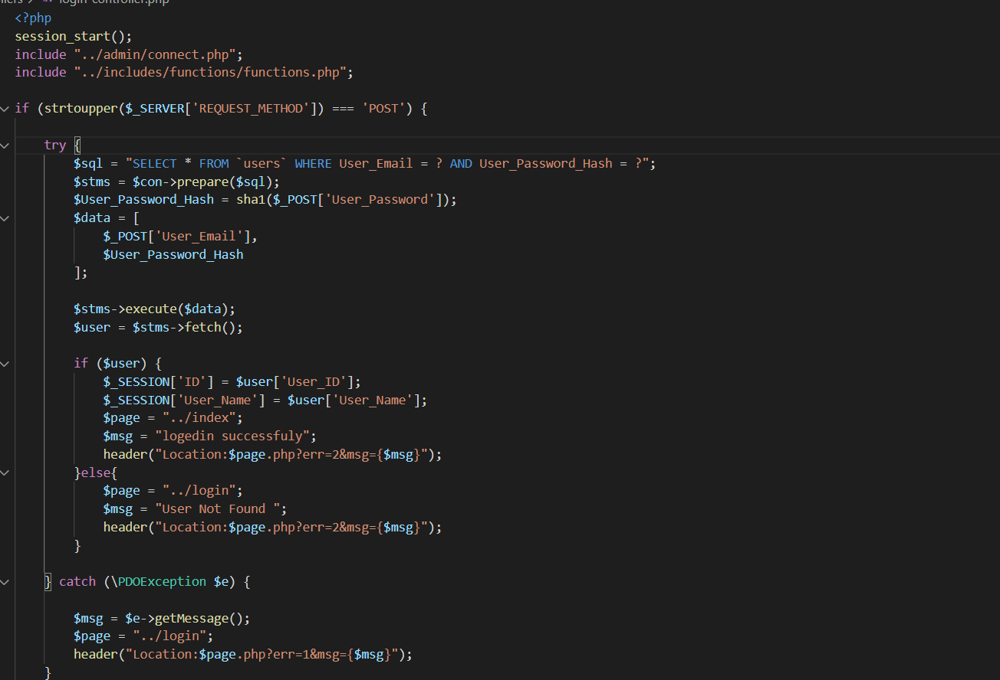 login-controller.php
<?php
session_start();
include "../admin/connect.php";
include "../includes/functions/functions.php";
if (strtoupper($_SERVER['REQUEST_METHOD']) === 'POST') {
try {
$sql = "SELECT * FROM `users` WHERE User_Email = ? AND User_Password_Hash = ?";
$stms = $con->prepare($sql);
$User_Password_Hash = sha1($_POST['User_Password']);
$data = [
$_POST['User_Email'],
$User_Password_Hash
];
$stms->execute($data);
$user = $stms->fetch();
if ($user) {
$_SESSION['ID'] = $user['User_ID'];
$_SESSION['User_Name'] = $user['User_Name'];
$page = "../index";
$msg = "logedin successfuly";
header("Location:$page.php?err=2&msg={$msg}");
}else{
$page = "../login";
$msg = "User Not Found ";
header("Location:$page.php?err=2&msg={$msg}");
}
} catch (\PDOException $e) {
$msg = $e->getMessage();
$page = "../login";
header("Location:$page.php?err=1&msg={$msg}");
}